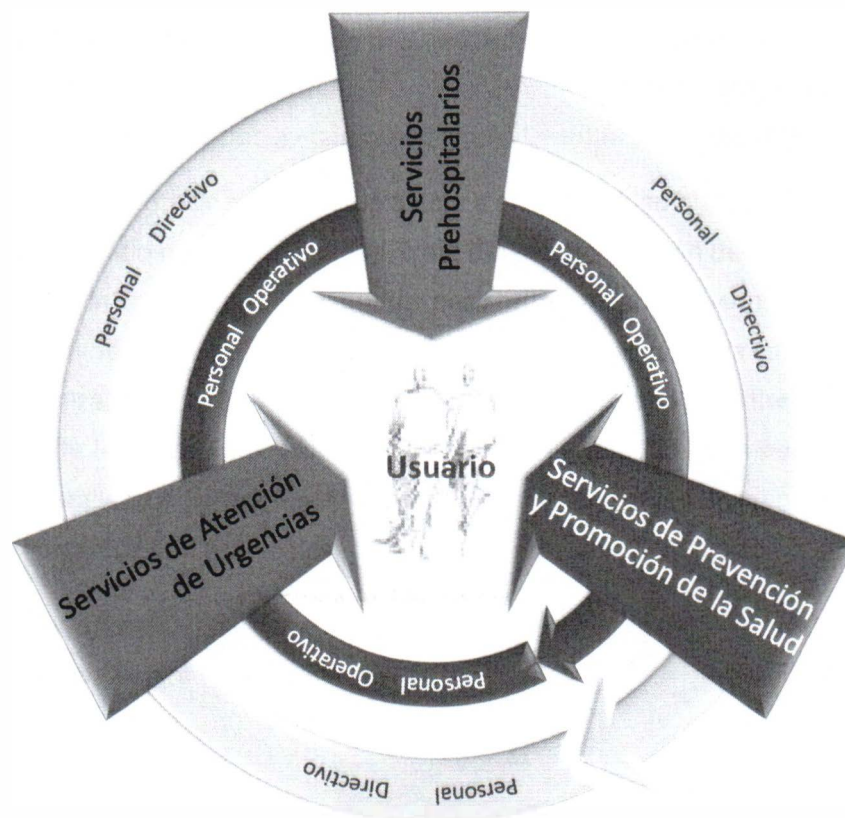 Servicios
Prehospitalarios
Personal Directivo
Personal Directivo
Personal Operativo
Personal Operativo
Usuario
Servicios de Atención
de Urgencias
Servicios de Prevención
y Promoción de la Salud
Personal Operativo
Personal Directivo